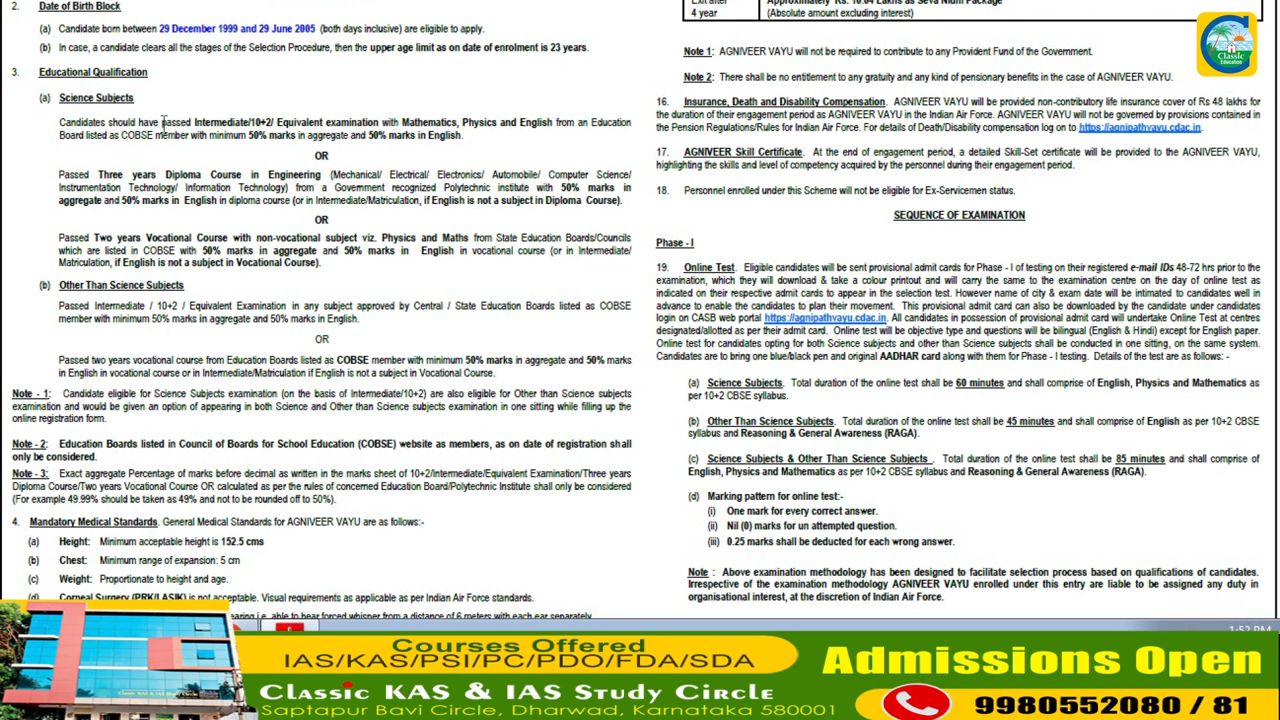 2. Date of Birth Block
(a) Candidate born between 29 December 1999 and 29 June 2005 (both days inclusive) are eligible to apply.
(b) In case, a candidate clears all the stages of the Selection Procedure, then the upper age limit as on date of enrolment is 23 years.
3. Educational Qualification
(a) Science Subjects
Candidates should have passed Intermediate/10+2/ Equivalent examination with Mathematics, Physics and English from an Education
Board listed as COBSE member with minimum 50% marks in aggregate and 50% marks in English.
OR
Passed Three years Diploma Course in Engineering (Mechanical/ Electrical/ Electronics/ Automobile/ Computer Science/
Instrumentation Technology/ Information Technology) from a Government recognized Polytechnic institute with 50% marks in
aggregate and 50% marks in English in diploma course (or in Intermediate/Matriculation, if English is not a subject in Diploma Course).
OR
Passed Two years Vocational Course with non-vocational subject viz. Physics and Maths from State Education Boards/Councils
which are listed in COBSE with 50% marks in aggregate and 50% marks in English in vocational course (or in Intermediate/
Matriculation, if English is not a subject in Vocational Course).
(b) Other Than Science Subjects
Passed Intermediate / 10+2 / Equivalent Examination in any subject approved by Central / State Education Boards listed as COBSE
member with minimum 50% marks in aggregate and 50% marks in English.
OR
Passed two years vocational course from Education Boards listed as COBSE member with minimum 50% marks in aggregate and 50% marks
in English in vocational course or in Intermediate/Matriculation if English is not a subject in Vocational Course.
Note - 1: Candidate eligible for Science Subjects examination (on the basis of Intermediate/10+2) are also eligible for Other than Science subjects
examination and would be given an option of appearing in both Science and Other than Science subjects examination in one sitting while filling up the
online registration form.
Note - 2: Education Boards listed in Council of Boards for School Education (COBSE) website as members, as on date of registration shall
only be considered.
Note - 3: Exact aggregate Percentage of marks before decimal as written in the marks sheet of 10+2/Intermediate/Equivalent Examination/Three years
Diploma Course/Two years Vocational Course OR calculated as per the rules of concerned Education Board/Polytechnic Institute shall only be considered
(For example 49.99% should be taken as 49% and not to be rounded off to 50%).
4. Mandatory Medical Standards. General Medical Standards for AGNIVEER VAYU are as follows:-
(a) Height: Minimum acceptable height is 152.5 cms
(b) Chest: Minimum range of expansion: 5 cm
(c) Weight: Proportionate to height and age.
(d) Corneal Surgery (PRK/LASIK) is not acceptable. Visual requirements as applicable as per Indian Air Force standards.
i.e. able to hear forced whisper from a distance of 6 meters with each ear separately
Exit after Approximately Rs. 10.04 Lakhs as Seva Nidhi Package
4 year (Absolute amount excluding interest)
Note 1: AGNIVEER VAYU will not be required to contribute to any Provident Fund of the Government.
Note 2: There shall be no entitlement to any gratuity and any kind of pensionary benefits in the case of AGNIVEER VAYU.
16. Insurance, Death and Disability Compensation. AGNIVEER VAYU will be provided non-contributory life insurance cover of Rs 48 lakhs for
the duration of their engagement period as AGNIVEER VAYU in the Indian Air Force. AGNIVEER VAYU will not be governed by provisions contained in
the Pension Regulations/Rules for Indian Air Force. For details of Death/Disability compensation log on to https://agnipathvayu.cdac.in.
17. AGNIVEER Skill Certificate. At the end of engagement period, a detailed Skill-Set certificate will be provided to the AGNIVEER VAYU,
highlighting the skills and level of competency acquired by the personnel during their engagement period.
18. Personnel enrolled under this Scheme will not be eligible for Ex-Servicemen status.
SEQUENCE OF EXAMINATION
Phase - I
19. Online Test. Eligible candidates will be sent provisional admit cards for Phase - I of testing on their registered e-mail IDs 48-72 hrs prior to the
examination, which they will download & take a colour printout and will carry the same to the examination centre on the day of online test as
indicated on their respective admit cards to appear in the selection test. However name of city & exam date will be intimated to candidates well in
advance to enable the candidates to plan their movement. This provisional admit card can also be downloaded by the candidate under candidates
login on CASB web portal https://agnipathvayu.cdac.in. All candidates in possession of provisional admit card will undertake Online Test at centres
designated/allotted as per their admit card. Online test will be objective type and questions will be bilingual (English & Hindi) except for English paper.
Online test for candidates opting for both Science subjects and other than Science subjects shall be conducted in one sitting, on the same system.
Candidates are to bring one blue/black pen and original AADHAR card along with them for Phase - I testing. Details of the test are as follows: -
(a) Science Subjects. Total duration of the online test shall be 60 minutes and shall comprise of English, Physics and Mathematics as
per 10+2 CBSE syllabus.
(b) Other Than Science Subjects. Total duration of the online test shall be 45 minutes and shall comprise of English as per 10+2 CBSE
syllabus and Reasoning & General Awareness (RAGA).
(c) Science Subjects & Other Than Science Subjects . Total duration of the online test shall be 85 minutes and shall comprise of
English, Physics and Mathematics as per 10+2 CBSE syllabus and Reasoning & General Awareness (RAGA).
(d) Marking pattern for online test:-
(i) One mark for every correct answer.
(ii) Nil (0) marks for un attempted question.
(iii) 0.25 marks shall be deducted for each wrong answer.
Note : Above examination methodology has been designed to facilitate selection process based on qualifications of candidates.
Irrespective of the examination methodology AGNIVEER VAYU enrolled under this entry are liable to be assigned any duty in
organisational interest, at the discretion of Indian Air Force.
Classic
Education
1:52 PM
Courses Offered
IAS/KAS/PSI/PC/PDO/FDA/SDA
Classic KAS & IAS Study Circle
Saptapur Bavi Circle, Dharwad, Karnataka 580001
Admissions Open
9980552080 / 81